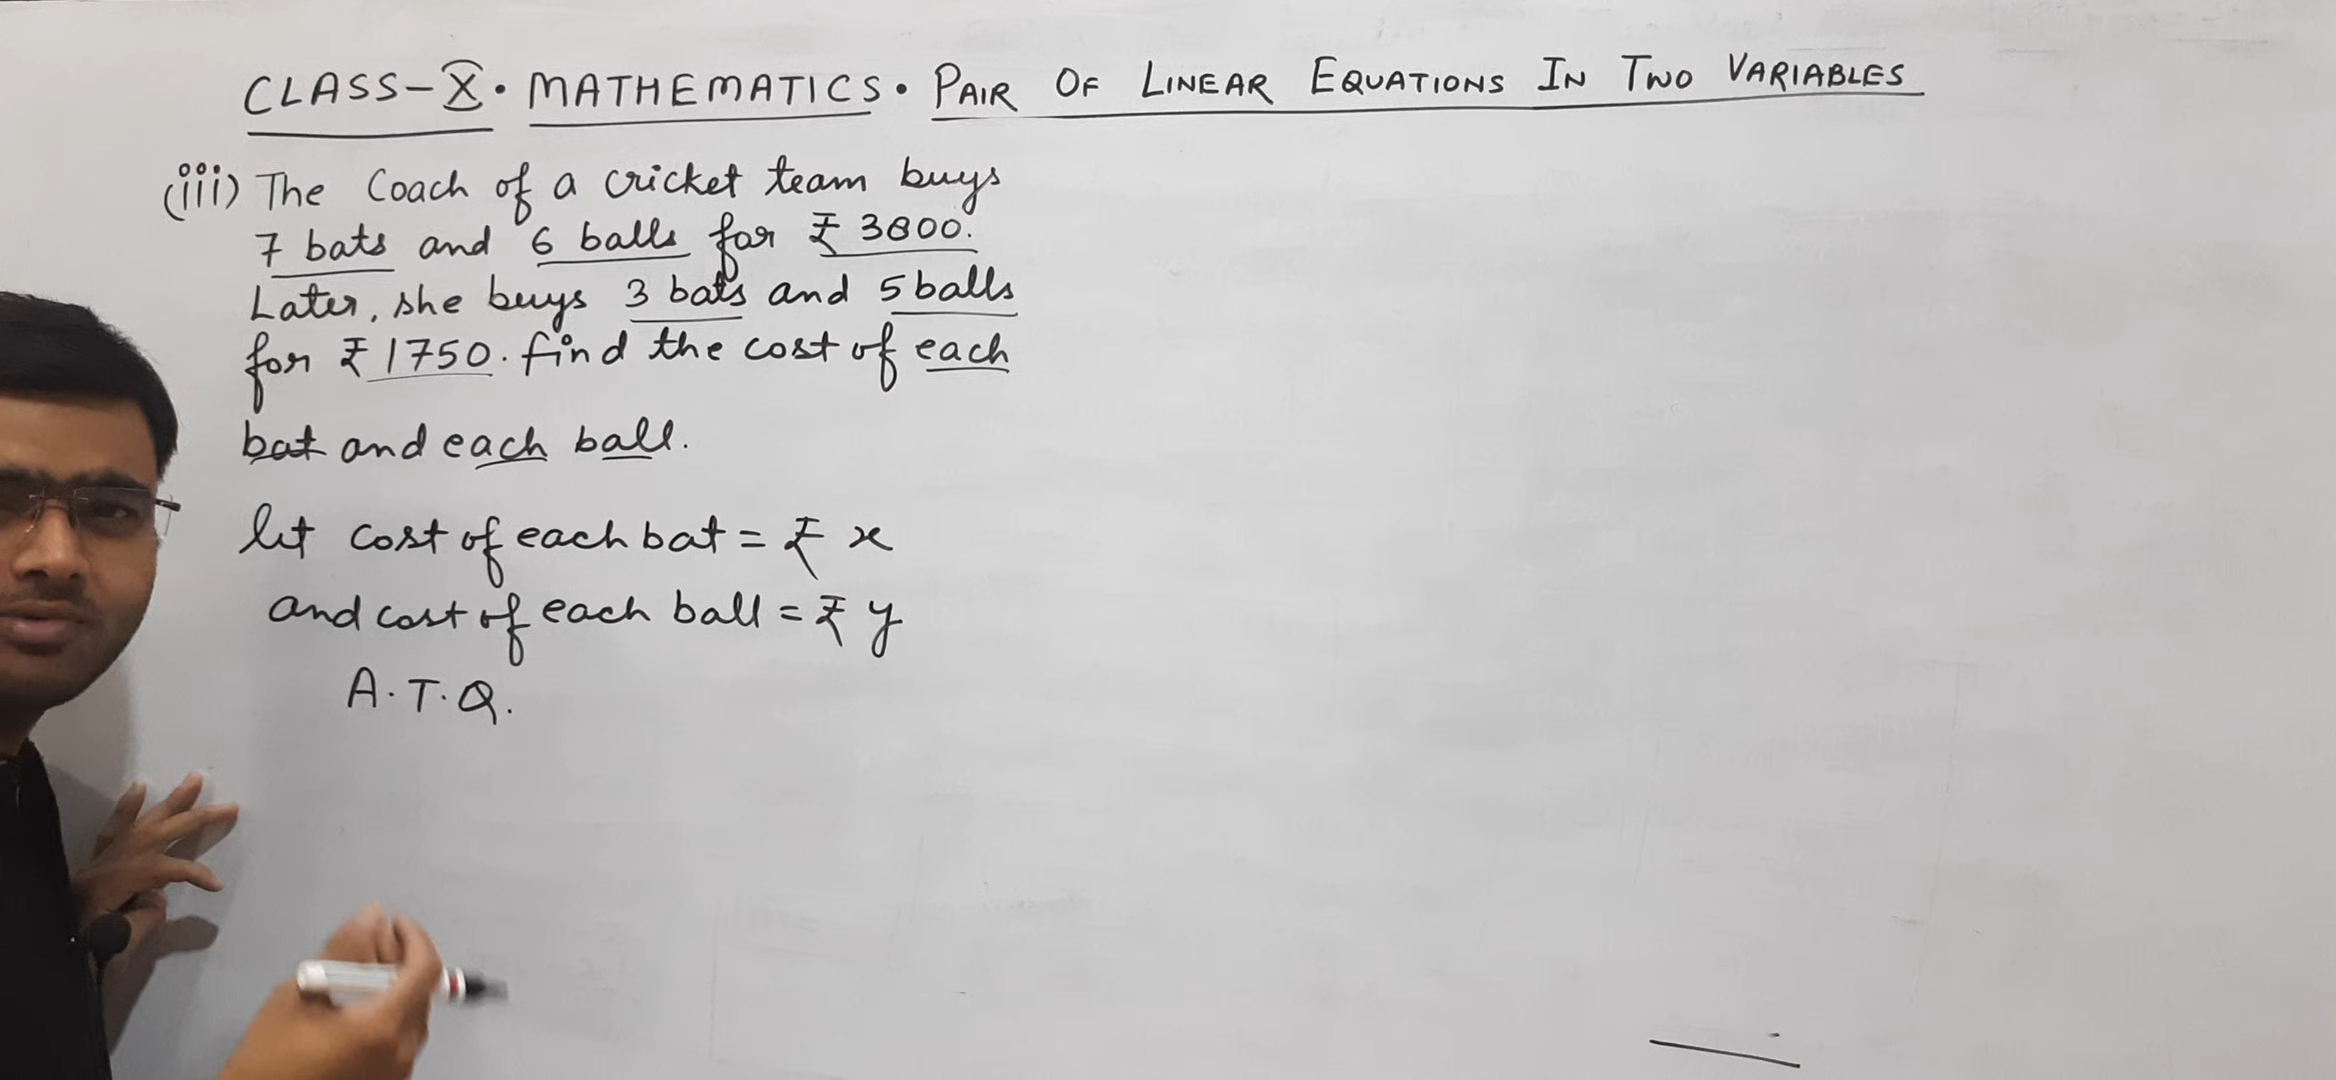 CLASS-X. MATHEMATICS. PAIR OF LINEAR EQUATIONS IN TWO VARIABLES
(iii) The Coach of a cricket team buys
7 bats and 6 balls for ₹ 3800.
Later, she buys 3 bats and 5 balls
for ₹ 1750. find the cost of each
bat and each ball.
let cost of each bat = ₹ x
and cost of each ball = ₹ y
A.T.Q.